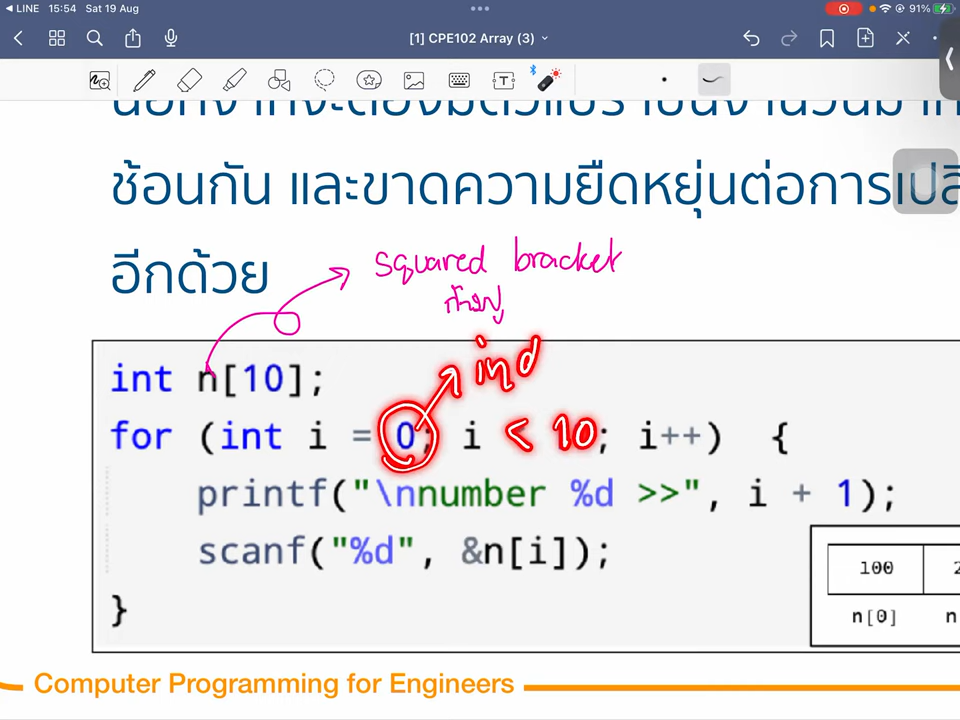 LINE 15:54 Sat 19 Aug 91%
[1] CPE102 Array (3)
ช้อนกัน และขาดความยืดหยุ่นต่อการเปลี
อีกด้วย
squared bracket
ind
int n[10];
for (int i = 0; i < 10; i++) {
printf("\nnumber %d >>", i + 1);
scanf("%d", &n[i]);
}
100 2
n[0] n
Computer Programming for Engineers